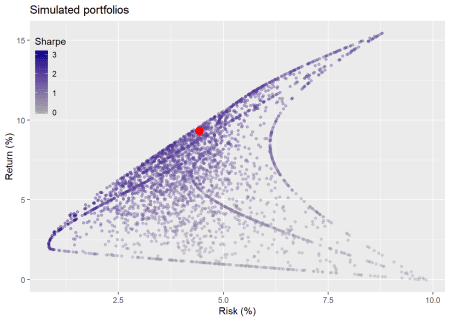 Simulated portfolios
Sharpe
3
2
1
0
15
10
5
0
Return (%)
2.5 5.0 7.5 10.0
Risk (%)